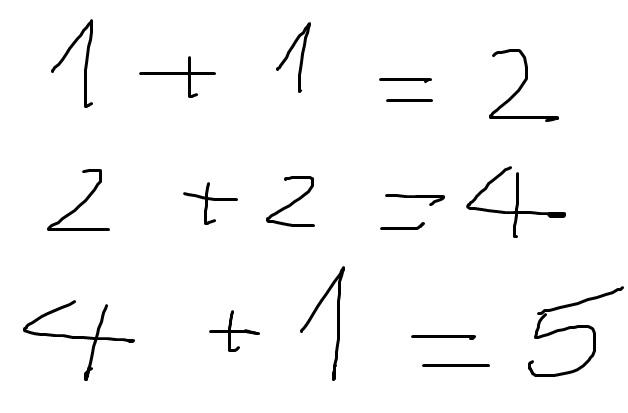 1 + 1 = 2
2 + 2 = 4
4 + 1 = 5